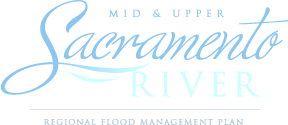 MID & UPPER
Sacramento
RIVER
REGIONAL FLOOD MANAGEMENT PLAN